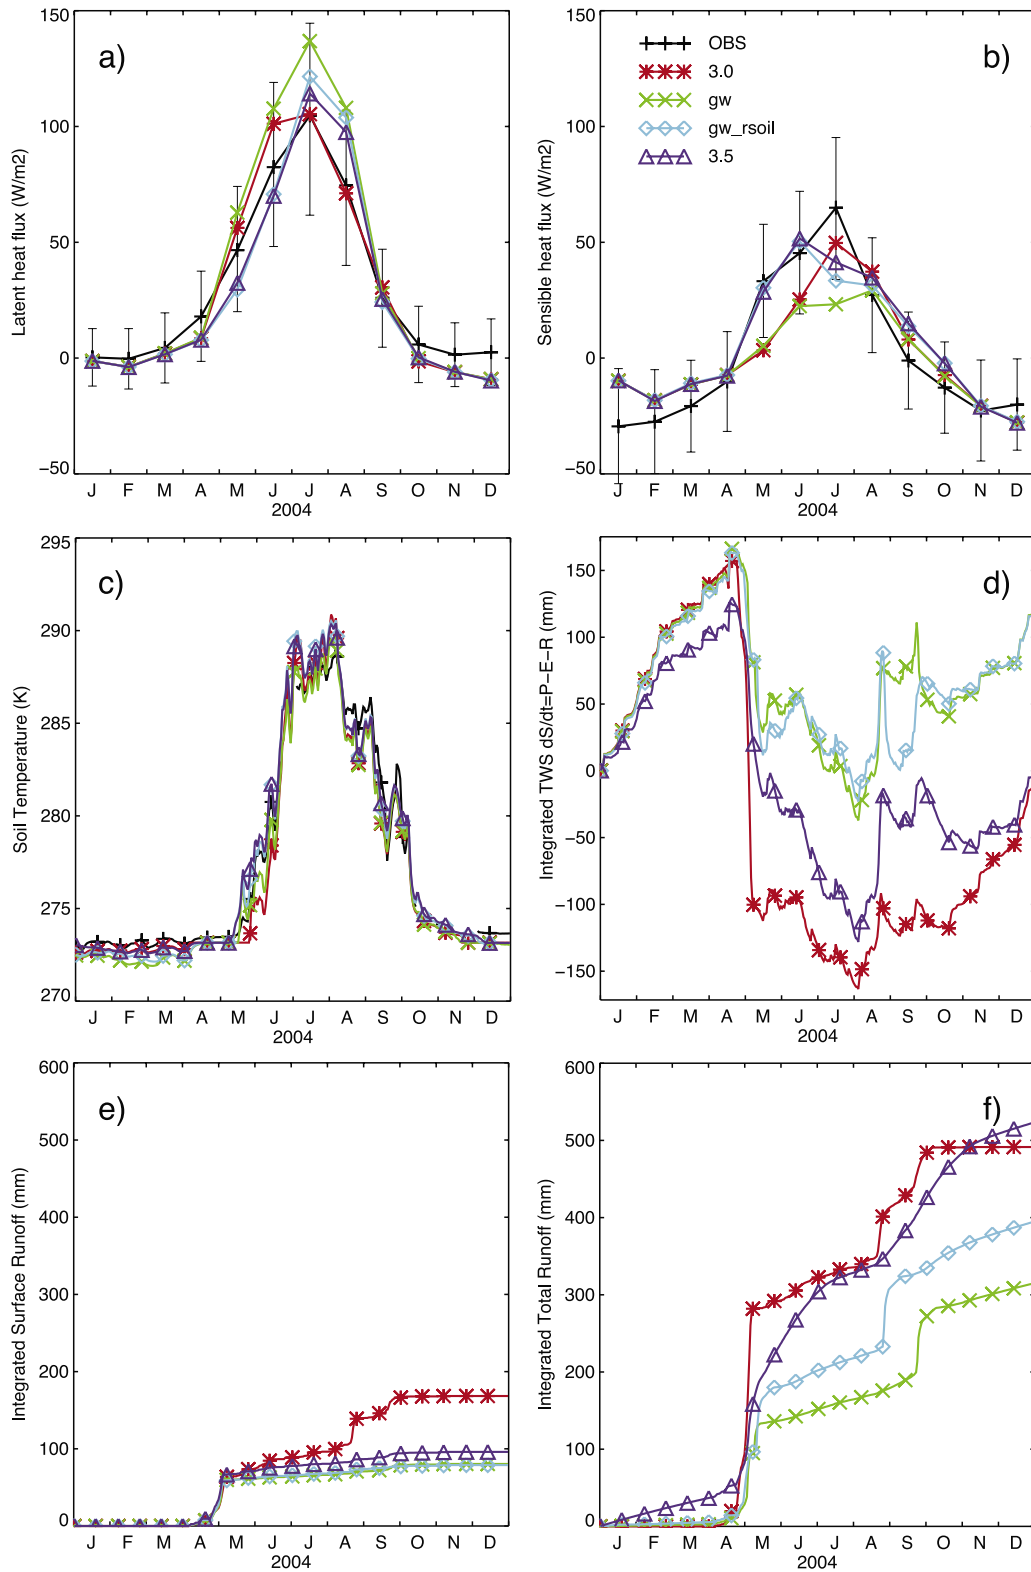 a)
150
100
50
0
−50
Latent heat flux (W/m2)
J F M A M J J A S O N D
2004
b)
OBS
3.0
gw
gw_rsoil
3.5
150
100
50
0
−50
Sensible heat flux (W/m2)
J F M A M J J A S O N D
2004
c)
295
290
285
280
275
270
Soil Temperature (K)
J F M A M J J A S O N D
2004
d)
150
100
50
0
−50
−100
−150
Integrated TWS dS/dt=P−E−R (mm)
J F M A M J J A S O N D
2004
e)
600
500
400
300
200
100
0
Integrated Surface Runoff (mm)
J F M A M J J A S O N D
2004
f)
600
500
400
300
200
100
0
Integrated Total Runoff (mm)
J F M A M J J A S O N D
2004